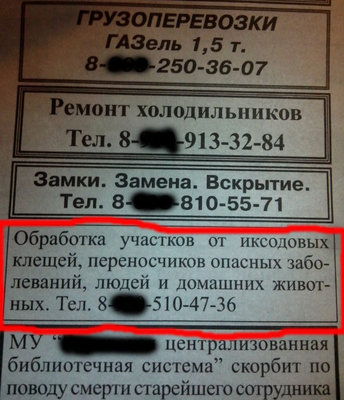 ГРУЗОПЕРЕВОЗКИ
ГАЗель 1,5 т.
8- -250-36-07
Ремонт холодильников
Тел. 8- -913-32-84
Замки. Замена. Вскрытие.
Тел. 8- -810-55-71
Обработка участков от иксодовых
клещей, переносчиков опасных забо-
леваний, людей и домашних живот-
ных. Тел. 8- -510-47-36
МУ “ централизованная
библиотечная система” скорбит по
поводу смерти старейшего сотрудника